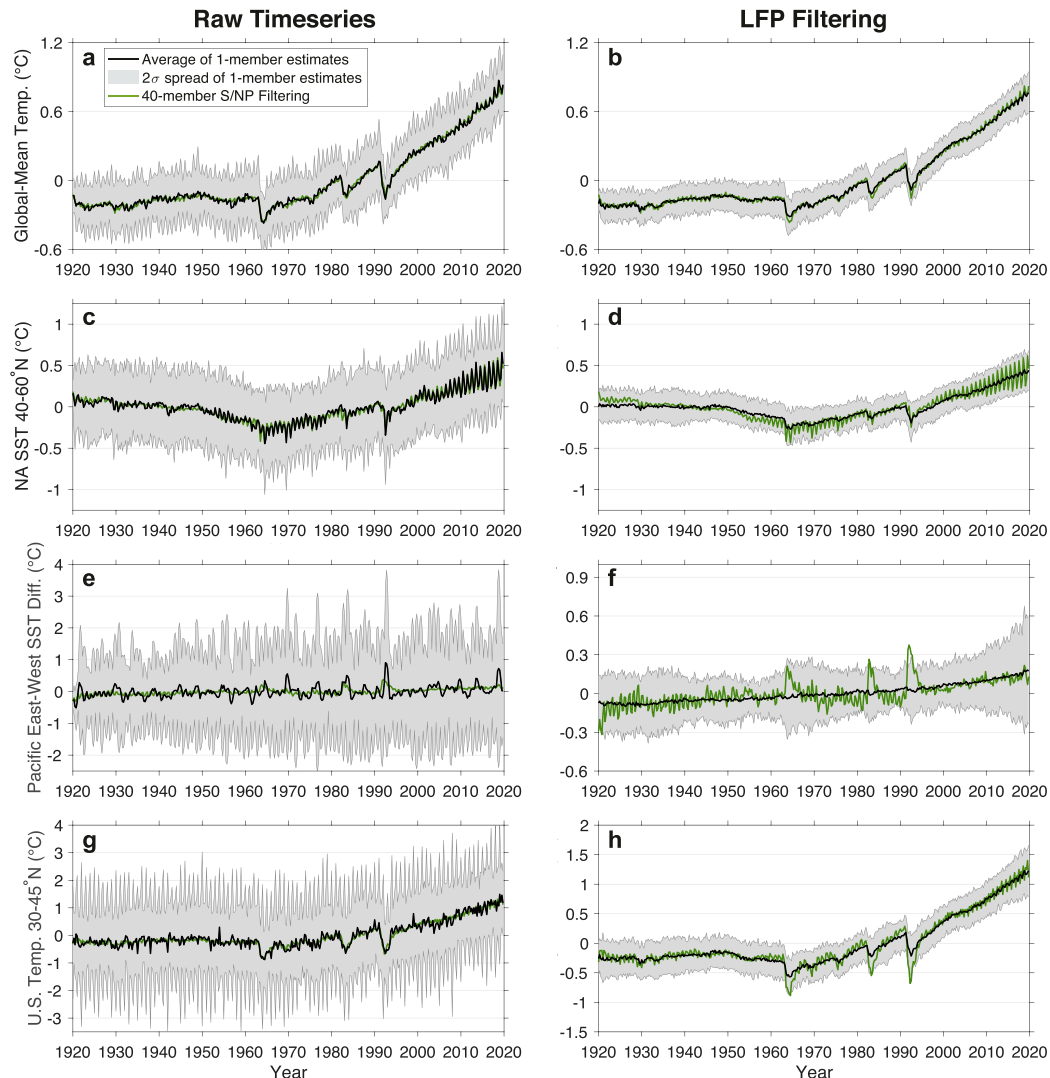 Raw Timeseries
LFP Filtering
a
Average of 1-member estimates
2σ spread of 1-member estimates
40-member S/NP Filtering
Global-Mean Temp. (°C)
1.2
0.6
0
-0.6
1920 1930 1940 1950 1960 1970 1980 1990 2000 2010 2020
b
1.2
0.6
0
-0.6
1920 1930 1940 1950 1960 1970 1980 1990 2000 2010 2020
c
NA SST 40-60°N (°C)
1
0.5
0
-0.5
-1
1920 1930 1940 1950 1960 1970 1980 1990 2000 2010 2020
d
1
0.5
0
-0.5
-1
1920 1930 1940 1950 1960 1970 1980 1990 2000 2010 2020
e
Pacific East-West SST Diff. (°C)
4
3
2
1
0
-1
-2
1920 1930 1940 1950 1960 1970 1980 1990 2000 2010 2020
f
0.9
0.6
0.3
0
-0.3
-0.6
1920 1930 1940 1950 1960 1970 1980 1990 2000 2010 2020
g
U.S. Temp. 30-45°N (°C)
4
3
2
1
0
-1
-2
-3
1920 1930 1940 1950 1960 1970 1980 1990 2000 2010 2020
Year
h
2
1.5
1
0.5
0
-0.5
-1
-1.5
1920 1930 1940 1950 1960 1970 1980 1990 2000 2010 2020
Year